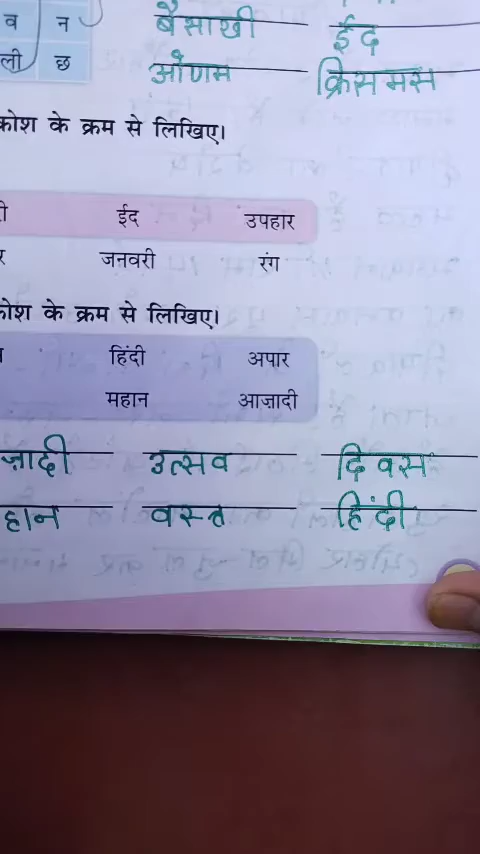 व न बैसाखी ईद
ली छ ओणम क्रिसमस
कोश के क्रम से लिखिए।
ईद उपहार
जनवरी रंग
कोश के क्रम से लिखिए।
हिंदी अपार
महान आज़ादी
ज़ादी उत्सव दिवस
हान वस्त हिंदी